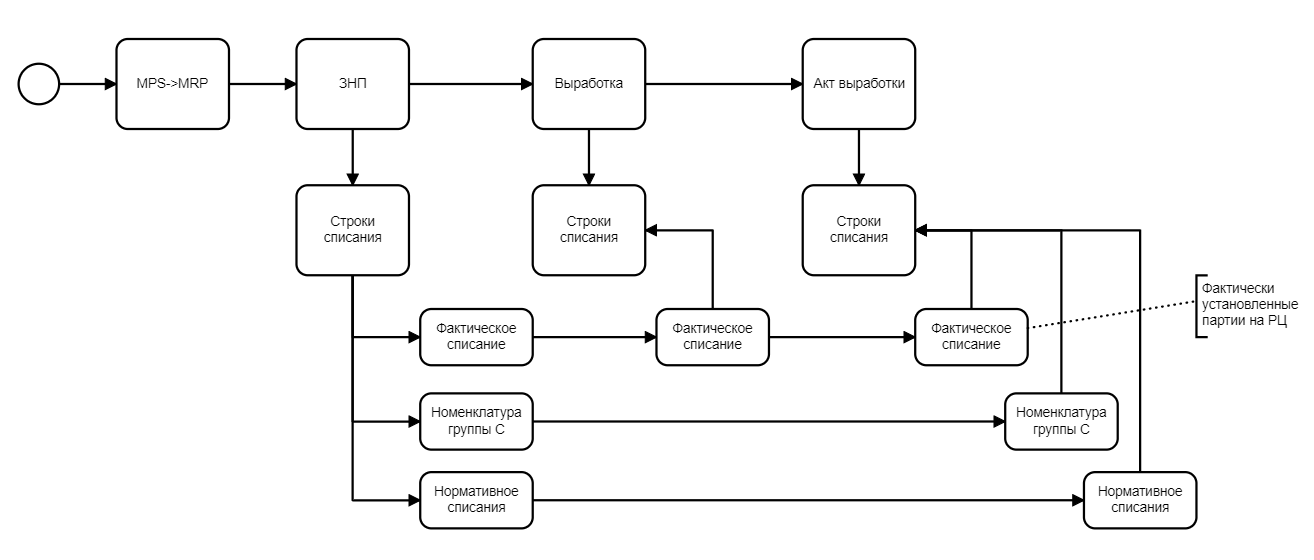 MPS->MRP
ЗНП
Выработка
Акт выработки
Строки
списания
Строки
списания
Строки
списания
Фактически
установленные
партии на РЦ
Фактическое
списание
Фактическое
списание
Фактическое
списание
Номенклатура
группы С
Номенклатура
группы С
Нормативное
списания
Нормативное
списания